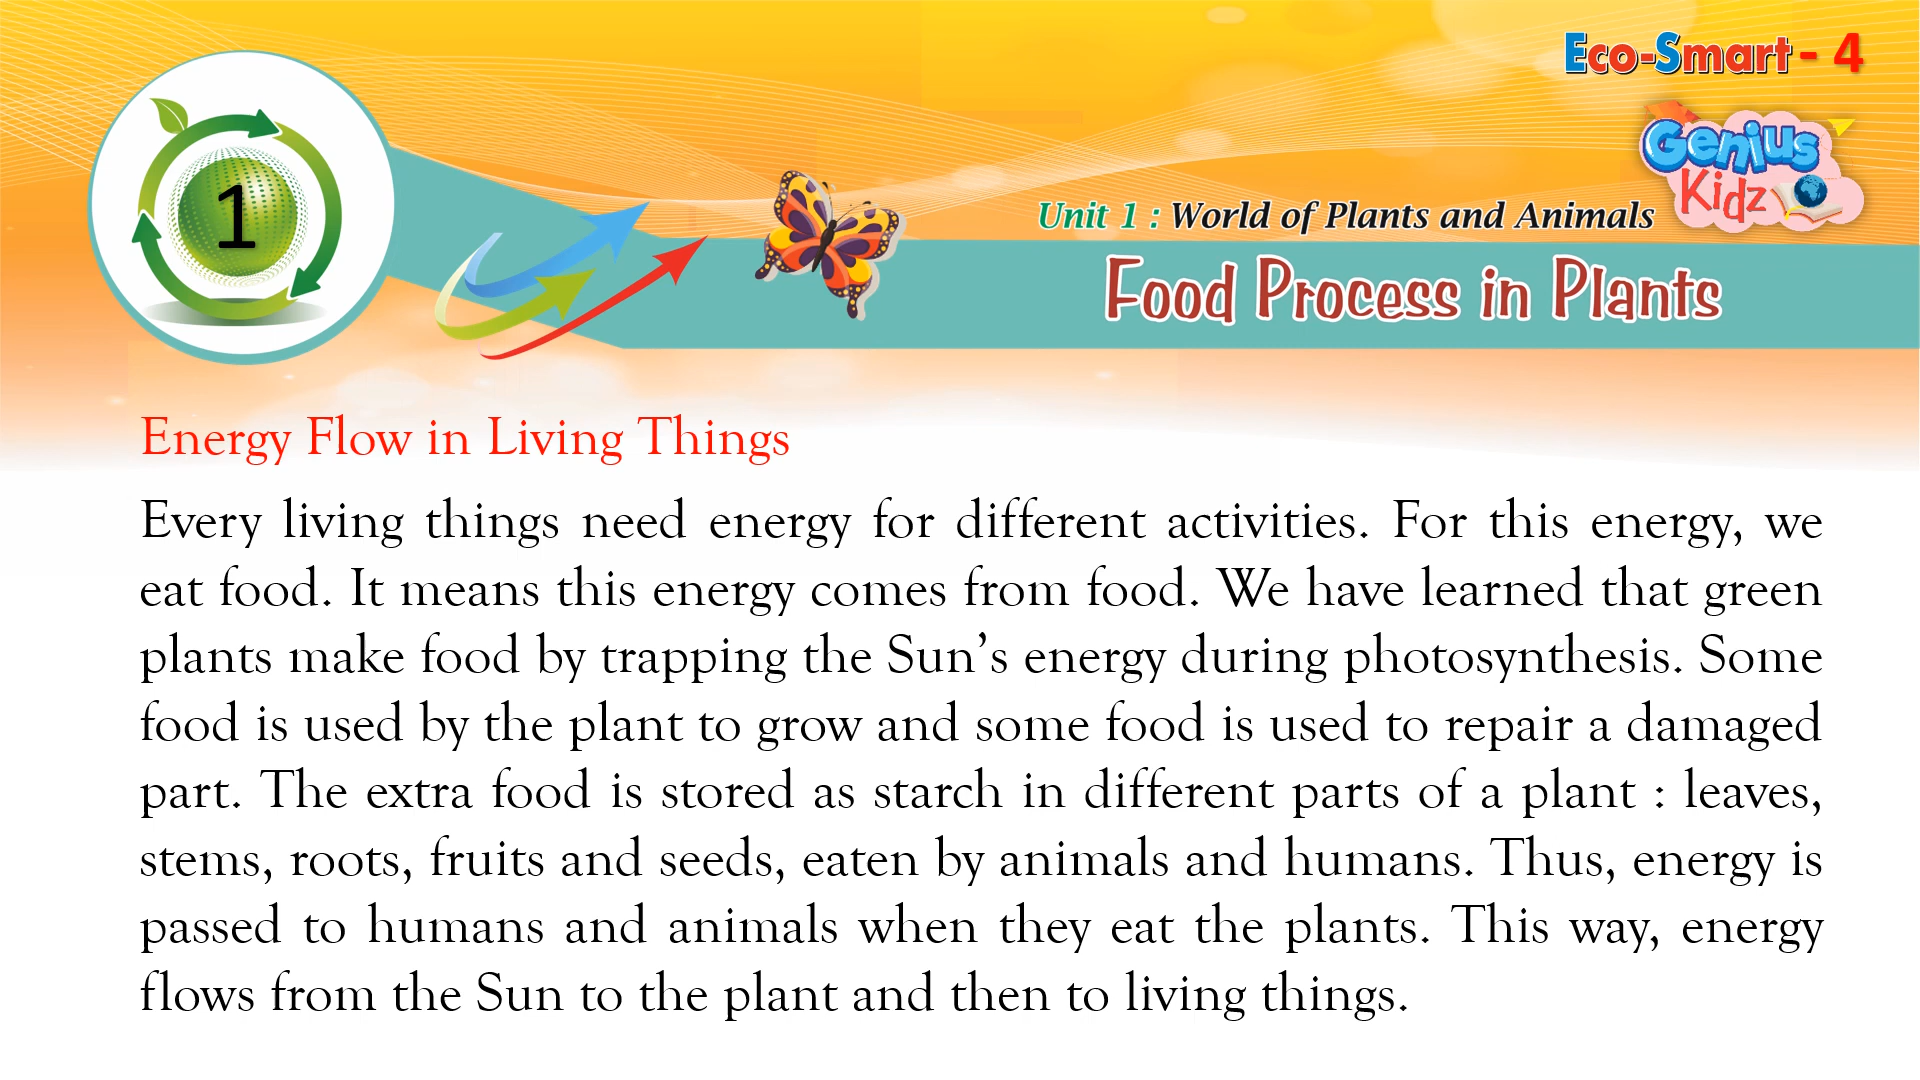 Eco-Smart - 4
Genius
Kidz
1
Unit 1 : World of Plants and Animals
Food Process in Plants
Energy Flow in Living Things
Every living things need energy for different activities. For this energy, we
eat food. It means this energy comes from food. We have learned that green
plants make food by trapping the Sun’s energy during photosynthesis. Some
food is used by the plant to grow and some food is used to repair a damaged
part. The extra food is stored as starch in different parts of a plant : leaves,
stems, roots, fruits and seeds, eaten by animals and humans. Thus, energy is
passed to humans and animals when they eat the plants. This way, energy
flows from the Sun to the plant and then to living things.